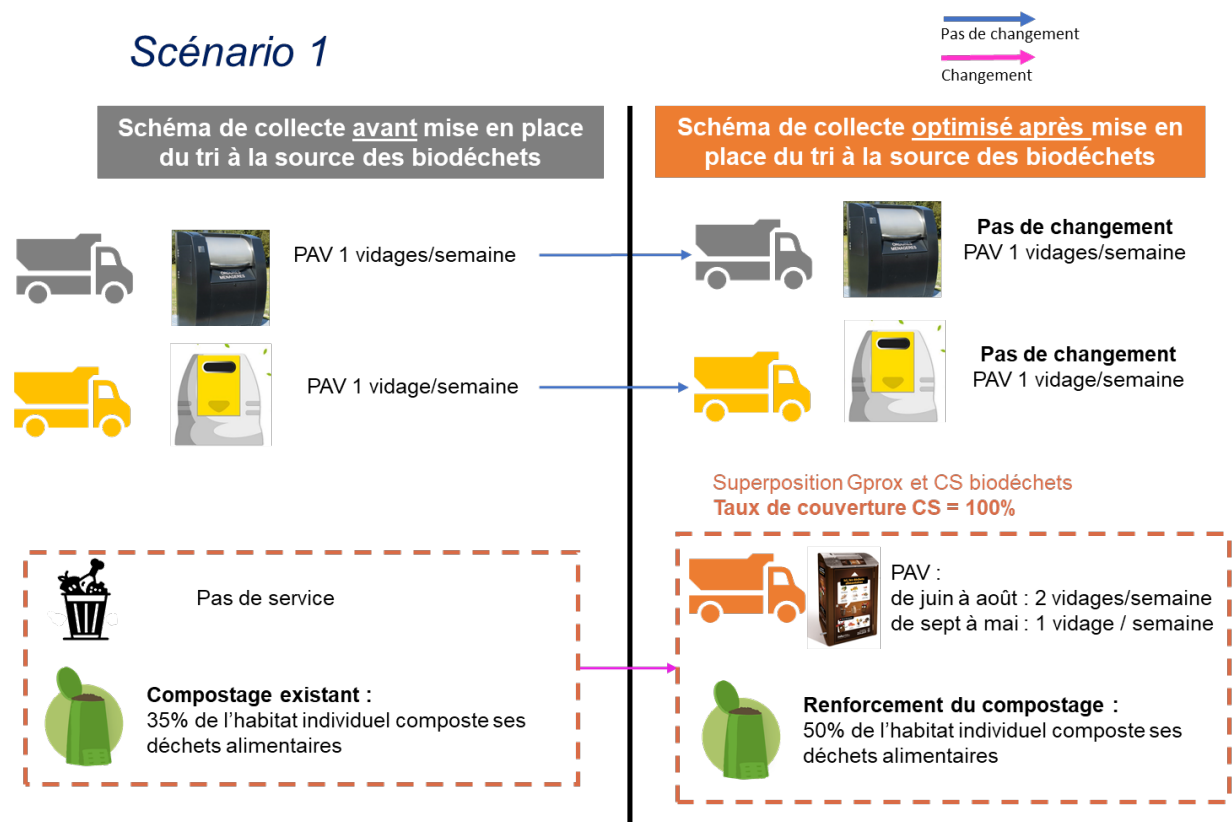 Scénario 1
Pas de changement
Changement
Schéma de collecte avant mise en place
du tri à la source des biodéchets
Schéma de collecte optimisé après mise en
place du tri à la source des biodéchets
PAV 1 vidages/semaine
Pas de changement
PAV 1 vidages/semaine
ORDURES
MENAGERES
ORDURES
MENAGERES
PAV 1 vidage/semaine
Pas de changement
PAV 1 vidage/semaine
Superposition Gprox et CS biodéchets
Taux de couverture CS = 100%
Pas de service
PAV :
de juin à août : 2 vidages/semaine
de sept à mai : 1 vidage / semaine
Compostage existant :
35% de l’habitat individuel composte ses
déchets alimentaires
Renforcement du compostage :
50% de l’habitat individuel composte ses
déchets alimentaires